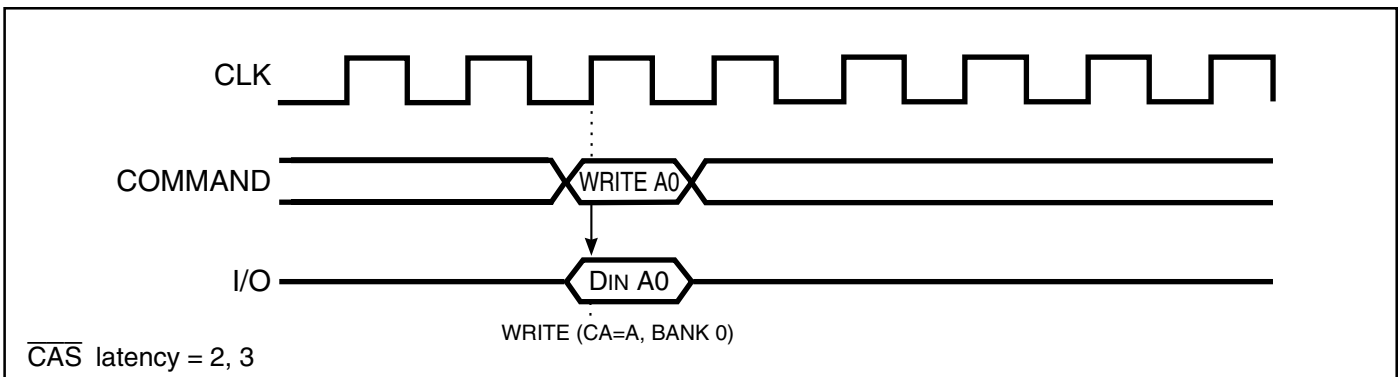 CLK
COMMAND
WRITE A0
I/O
DIN A0
WRITE (CA=A, BANK 0)
CAS latency = 2, 3